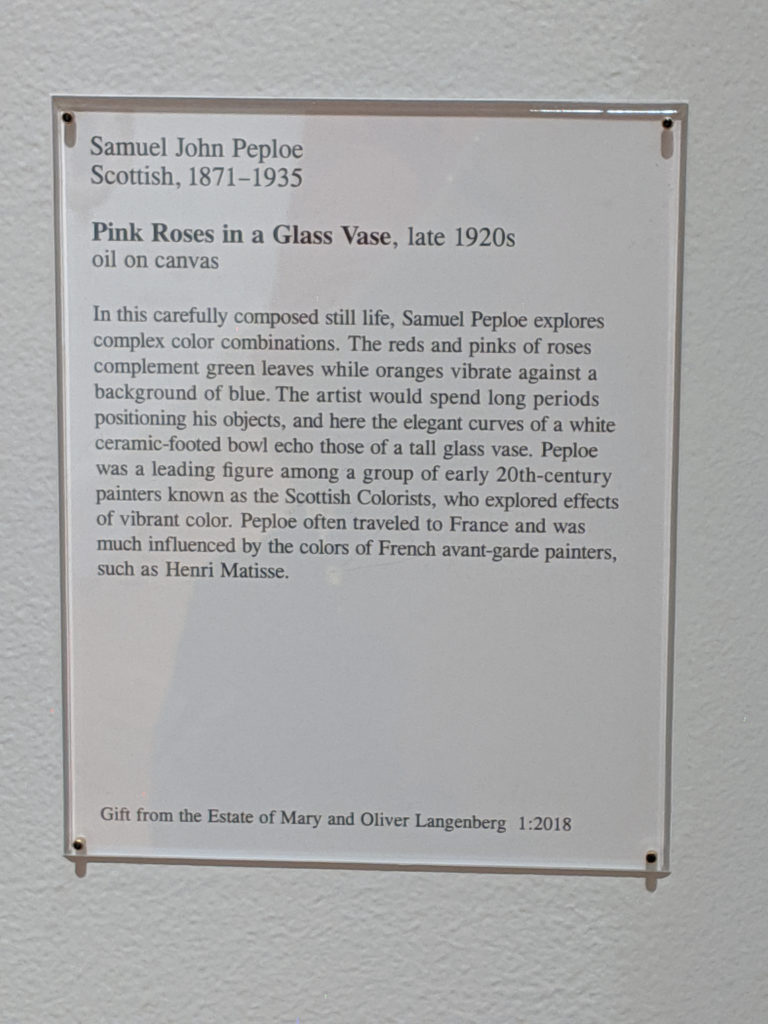 Samuel John Peploe
Scottish, 1871–1935
Pink Roses in a Glass Vase, late 1920s
oil on canvas
In this carefully composed still life, Samuel Peploe explores
complex color combinations. The reds and pinks of roses
complement green leaves while oranges vibrate against a
background of blue. The artist would spend long periods
positioning his objects, and here the elegant curves of a white
ceramic-footed bowl echo those of a tall glass vase. Peploe
was a leading figure among a group of early 20th-century
painters known as the Scottish Colorists, who explored effects
of vibrant color. Peploe often traveled to France and was
much influenced by the colors of French avant-garde painters,
such as Henri Matisse.
Gift from the Estate of Mary and Oliver Langenberg 1:2018